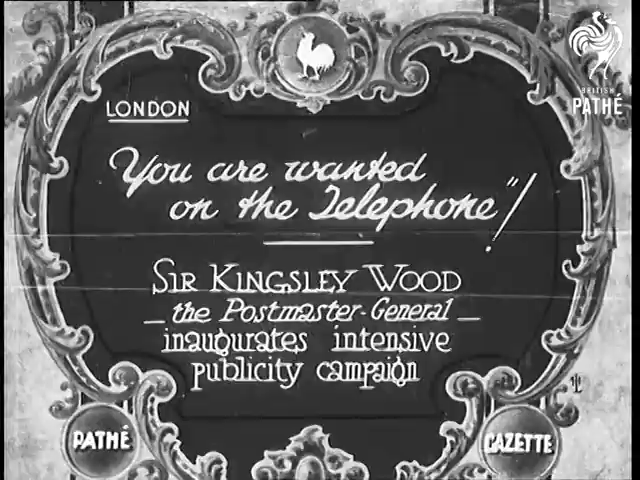 BRITISH
PATHÉ
LONDON
You are wanted
on the Telephone"!
SIR KINGSLEY WOOD
the Postmaster-General
inaugurates intensive
publicity campaign
PATHÉ
GAZETTE